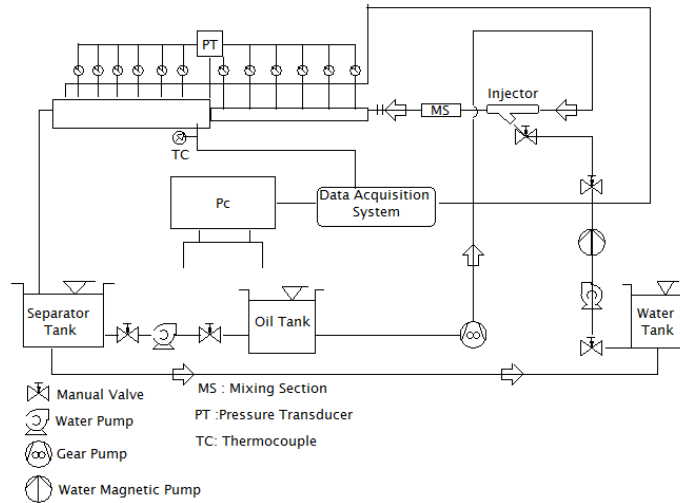 PT
Injector
MS
TC
Pc
Data Acquisition
System
Separator
Tank
Oil Tank
Water
Tank
Manual Valve
MS : Mixing Section
Water Pump
PT :Pressure Transducer
Gear Pump
TC: Thermocouple
Water Magnetic Pump